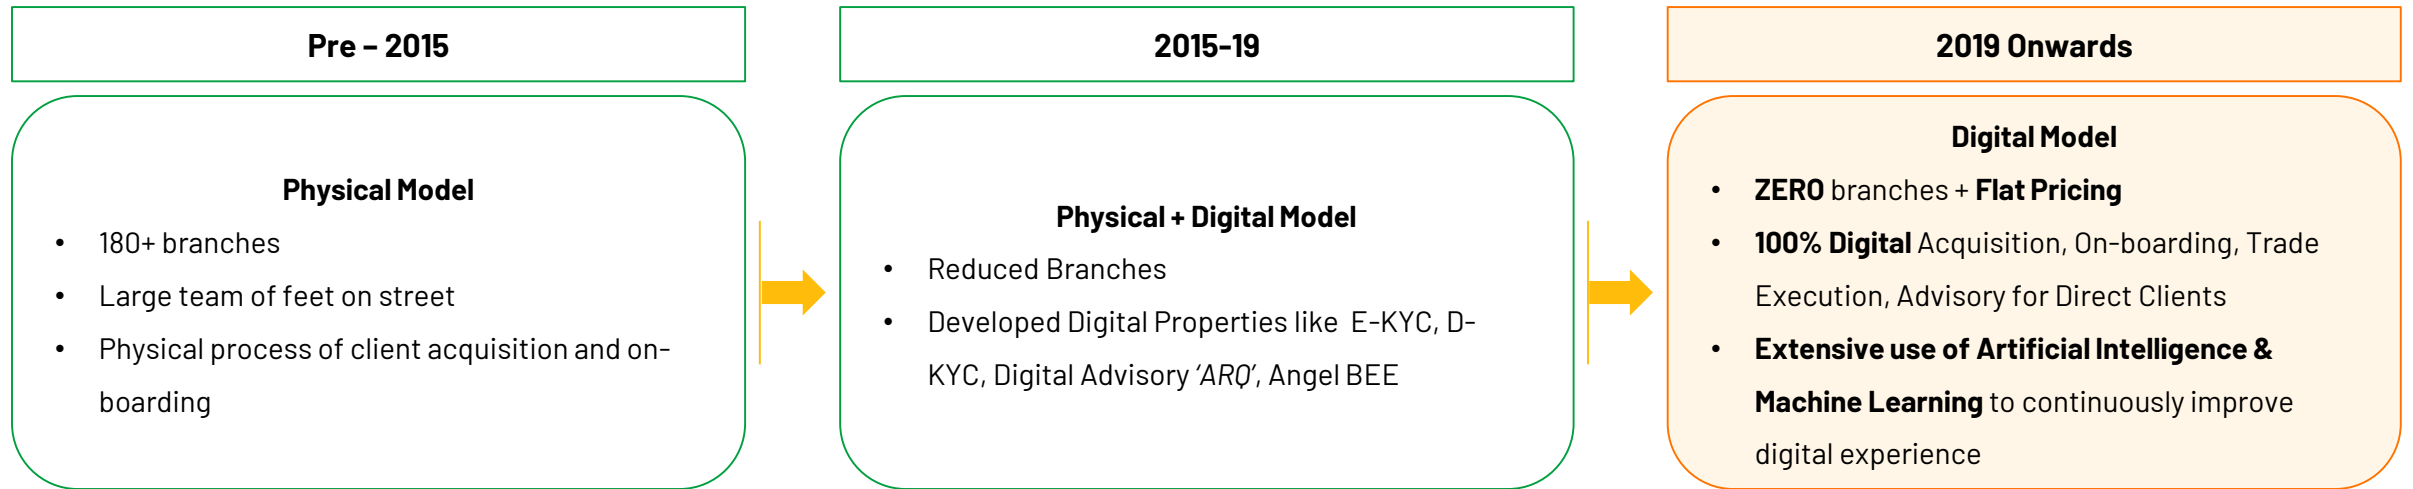 Pre – 2015
Physical Model
• 180+ branches
• Large team of feet on street
• Physical process of client acquisition and on-
boarding
2015-19
Physical + Digital Model
• Reduced Branches
• Developed Digital Properties like E-KYC, D-
KYC, Digital Advisory ‘ARQ’, Angel BEE
2019 Onwards
Digital Model
• ZERO branches + Flat Pricing
• 100% Digital Acquisition, On-boarding, Trade
Execution, Advisory for Direct Clients
• Extensive use of Artificial Intelligence &
Machine Learning to continuously improve
digital experience